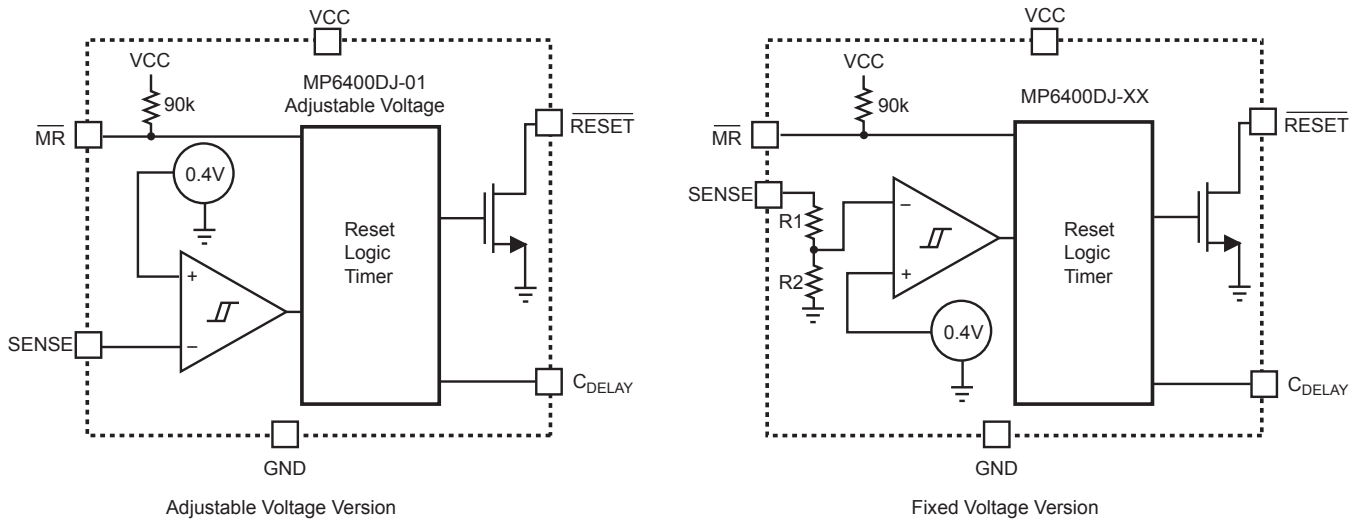 VCC
VCC
90k
MP6400DJ-01
Adjustable Voltage
MR
RESET
0.4V
+
Reset
Logic
Timer
SENSE
–
CDELAY
GND
Adjustable Voltage Version
VCC
VCC
90k
MP6400DJ-XX
MR
RESET
SENSE
R1
–
Reset
Logic
Timer
R2
+
0.4V
CDELAY
GND
Fixed Voltage Version